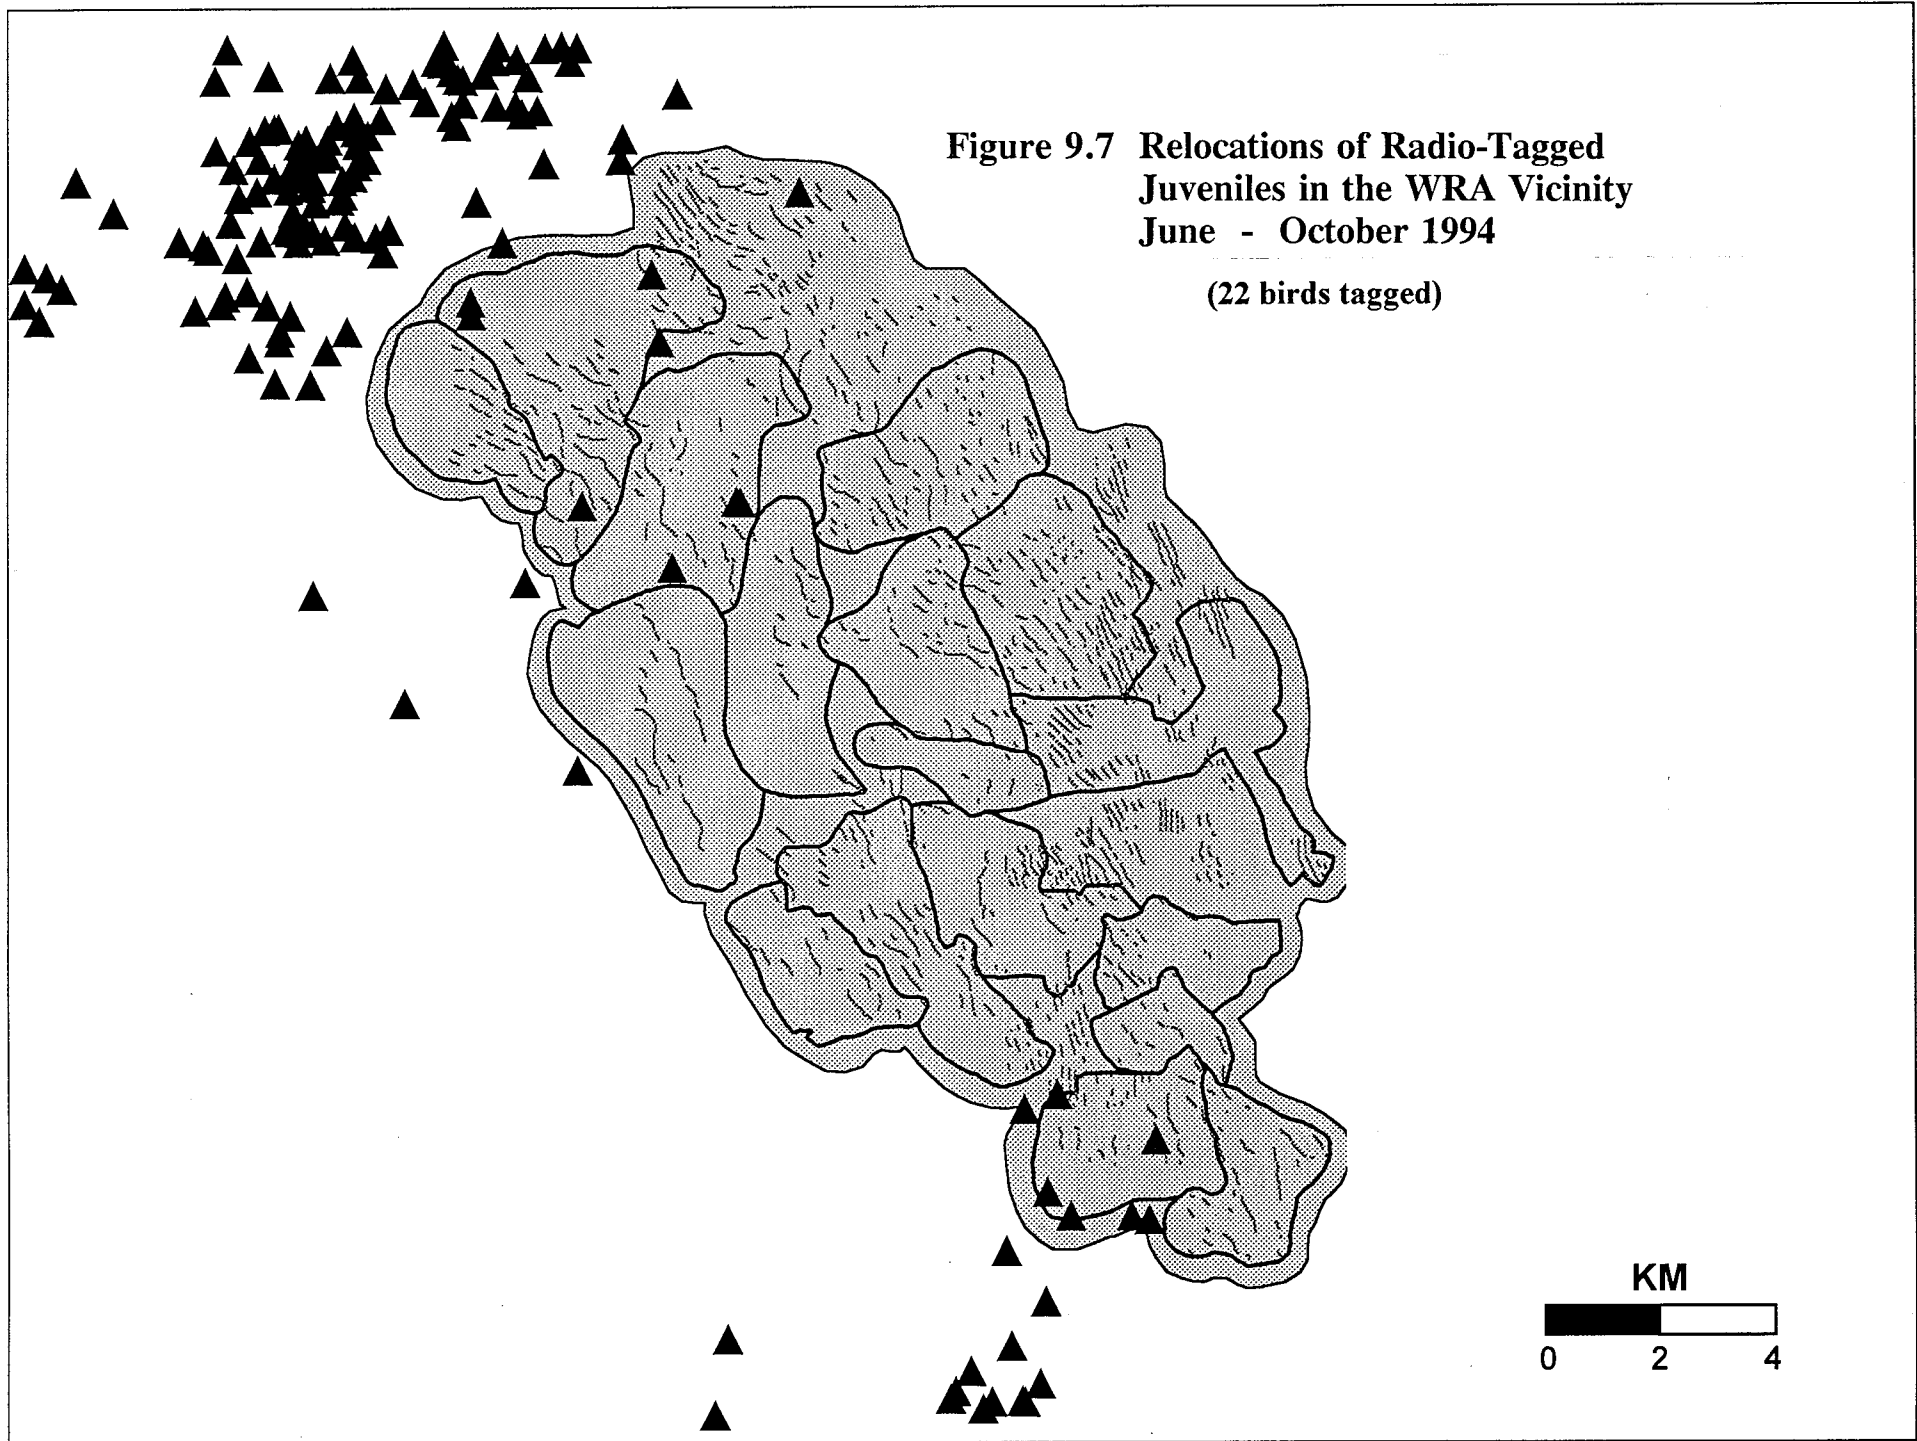 Figure 9.7 Relocations of Radio-Tagged
Juveniles in the WRA Vicinity
June - October 1994
(22 birds tagged)
KM
0 2 4